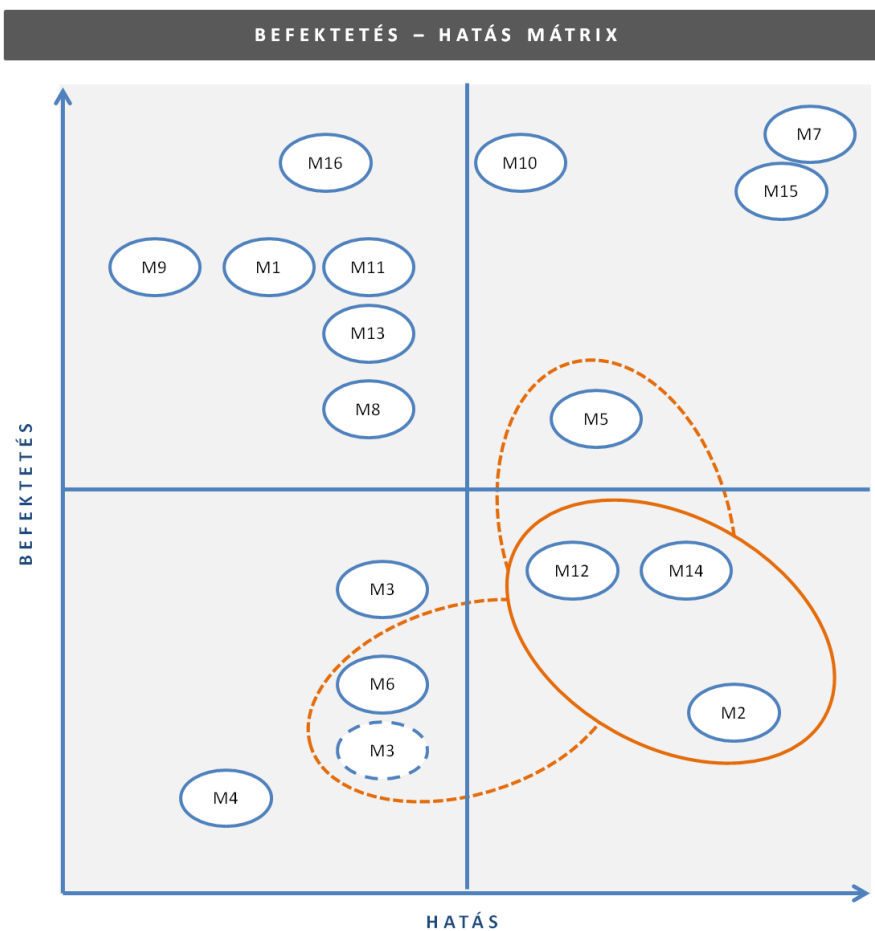 BEFEKTETÉS – HATÁS MÁTRIX
M7
M16
M10
M15
M9
M1
M11
M13
M8
M5
BEFEKTETÉS
M12
M14
M3
M6
M2
M3
M4
HATÁS